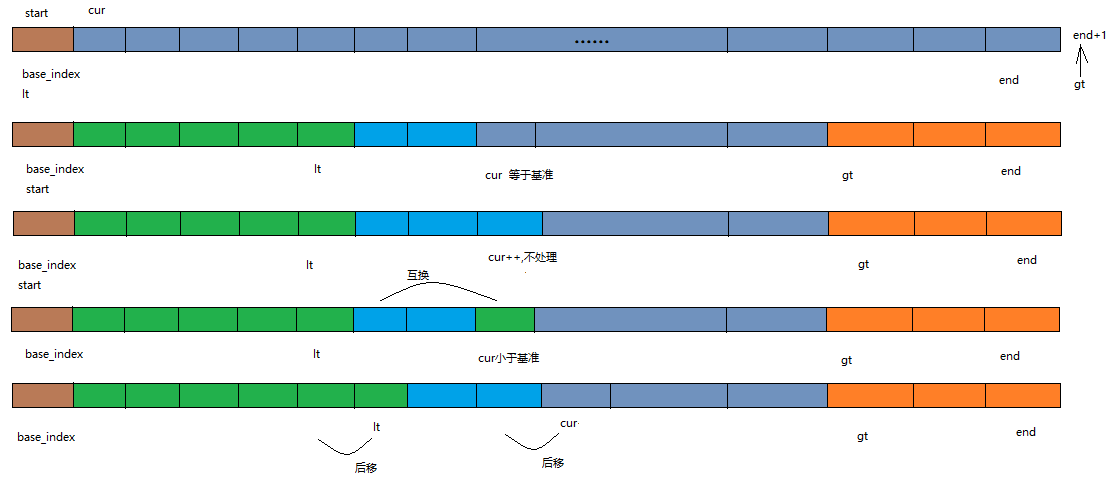 start cur
...... end+1
base_index end
lt gt
base_index lt cur 等于基准 gt end
start
base_index lt cur++,不处理 gt end
start 互换
base_index lt cur小于基准 gt end
lt cur
base_index gt end
后移 后移